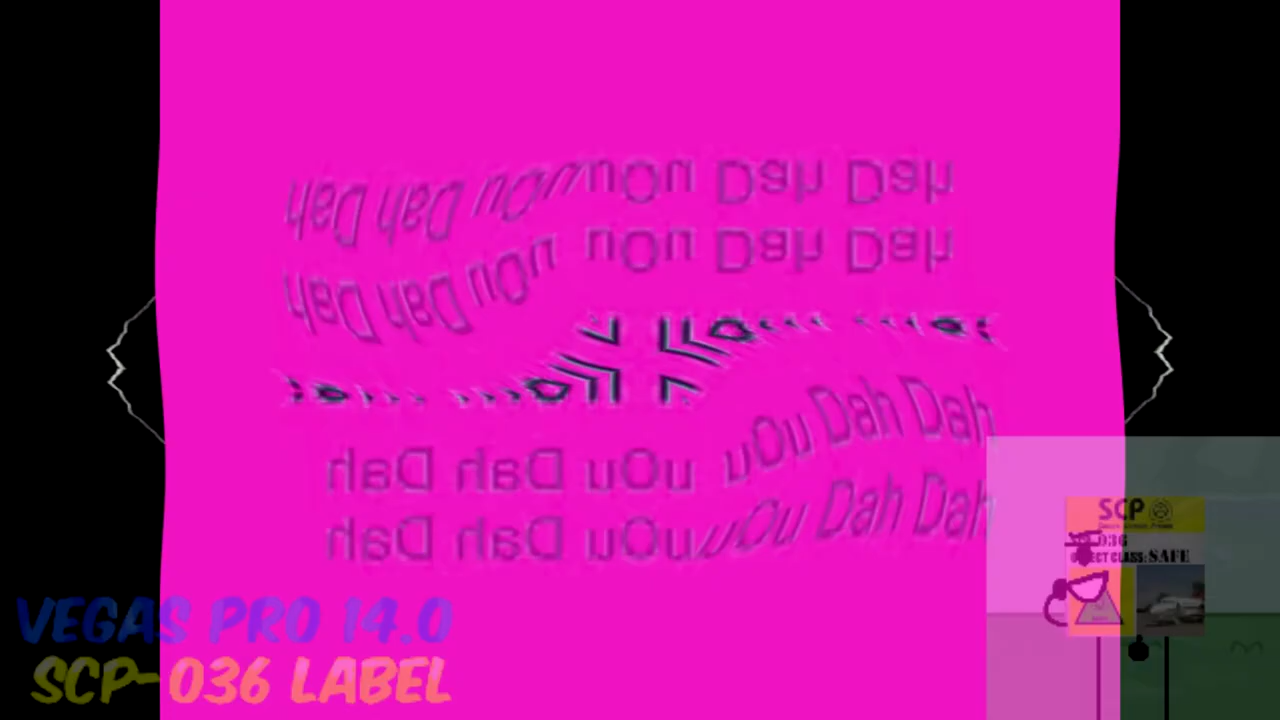 Dah Dah uOu uOu Dah Dah
Dah Dah uOu uOu Dah Dah
Dah Dah uOu uOu Dah Dah
Dah Dah uOu uOu Dah Dah
SCP
036
OBJECT CLASS: SAFE
VEGAS PRO 14.0
SCP-036 LABEL